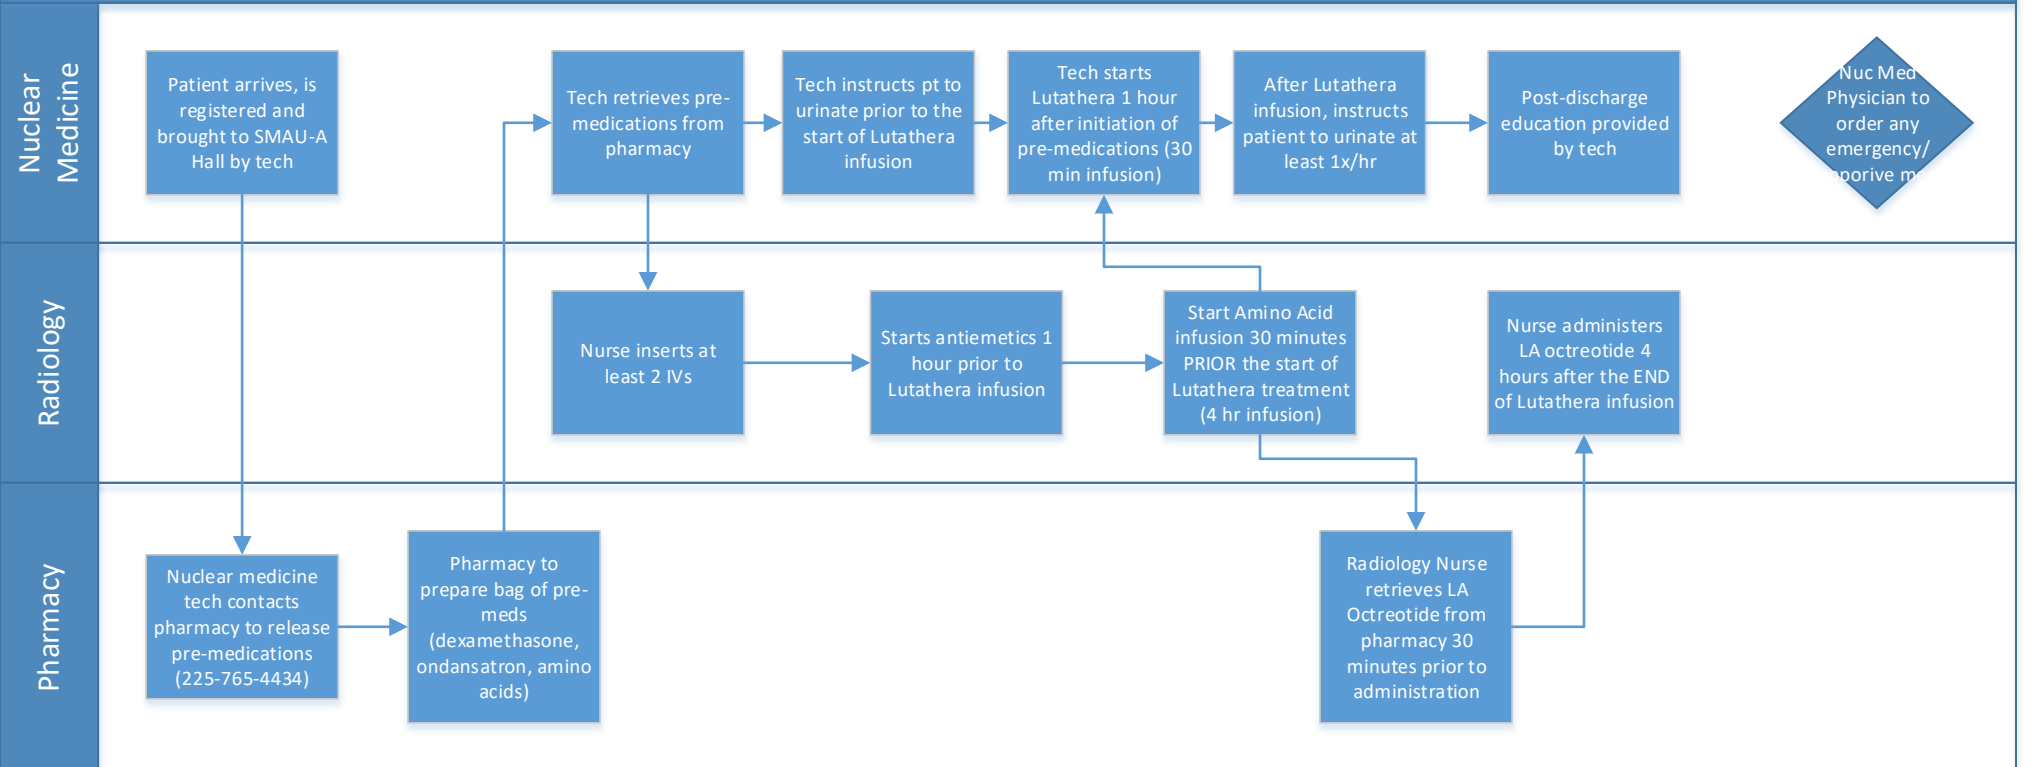 Nuclear
Medicine
Patient arrives, is
registered and
brought to SMAU-A
Hall by tech
Tech retrieves pre-
medications from
pharmacy
Tech instructs pt to
urinate prior to the
start of Lutathera
infusion
Tech starts
Lutathera 1 hour
after initiation of
pre-medications (30
min infusion)
After Lutathera
infusion, instructs
patient to urinate at
least 1x/hr
Post-discharge
education provided
by tech
Nuc Med
Physician to
order any
emergency/
Radiology
Nurse inserts at
least 2 IVs
Starts antiemetics 1
hour prior to
Lutathera infusion
Start Amino Acid
infusion 30 minutes
PRIOR the start of
Lutathera treatment
(4 hr infusion)
Nurse administers
LA octreotide 4
hours after the END
of Lutathera infusion
Pharmacy
Nuclear medicine
tech contacts
pharmacy to release
pre-medications
(225-765-4434)
Pharmacy to
prepare bag of pre-
meds
(dexamethasone,
ondansatron, amino
acids)
Radiology Nurse
retrieves LA
Octreotide from
pharmacy 30
minutes prior to
administration